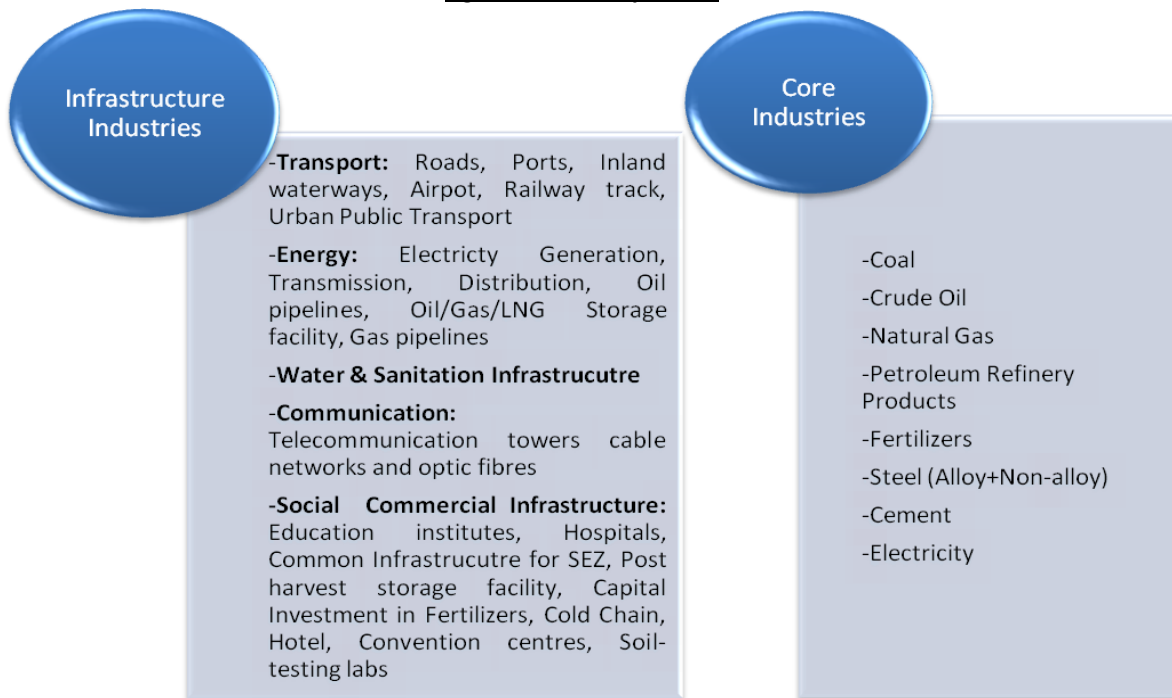 Infrastructure
Industries
-Transport: Roads, Ports, Inland
waterways, Airpot, Railway track,
Urban Public Transport
-Energy: Electricty Generation,
Transmission, Distribution, Oil
pipelines, Oil/Gas/LNG Storage
facility, Gas pipelines
-Water & Sanitation Infrastrucutre
-Communication:
Telecommunication towers cable
networks and optic fibres
-Social Commercial Infrastructure:
Education institutes, Hospitals,
Common Infrastrucutre for SEZ, Post
harvest storage facility, Capital
Investment in Fertilizers, Cold Chain,
Hotel, Convention centres, Soil-
testing labs
Core
Industries
-Coal
-Crude Oil
-Natural Gas
-Petroleum Refinery
Products
-Fertilizers
-Steel (Alloy+Non-alloy)
-Cement
-Electricity